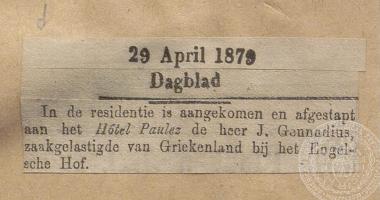 d
29 April 1879
Dagblad
In de residentie is aangekomen en afgestapt
aan het Hôtel Paulez de heer J. Gennadius,
zaakgelastigde van Griekenland bij het Engel-
sche Hof.